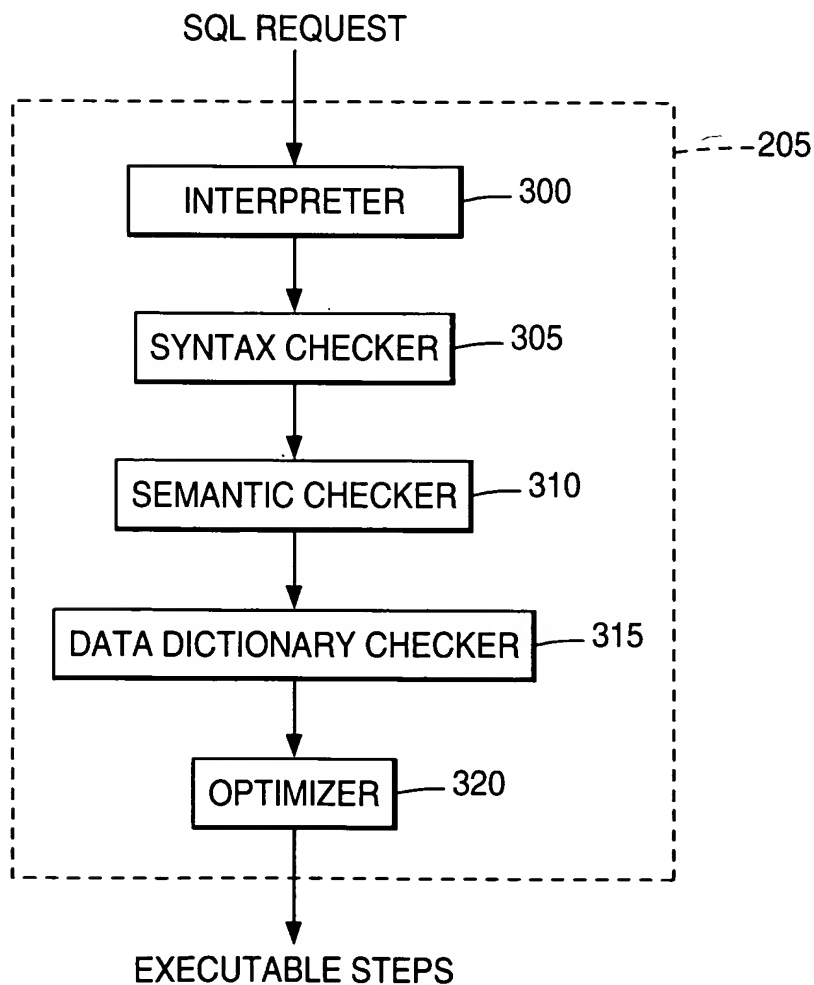 SQL REQUEST
205
INTERPRETER
300
SYNTAX CHECKER
305
SEMANTIC CHECKER
310
DATA DICTIONARY CHECKER
315
OPTIMIZER
320
EXECUTABLE STEPS